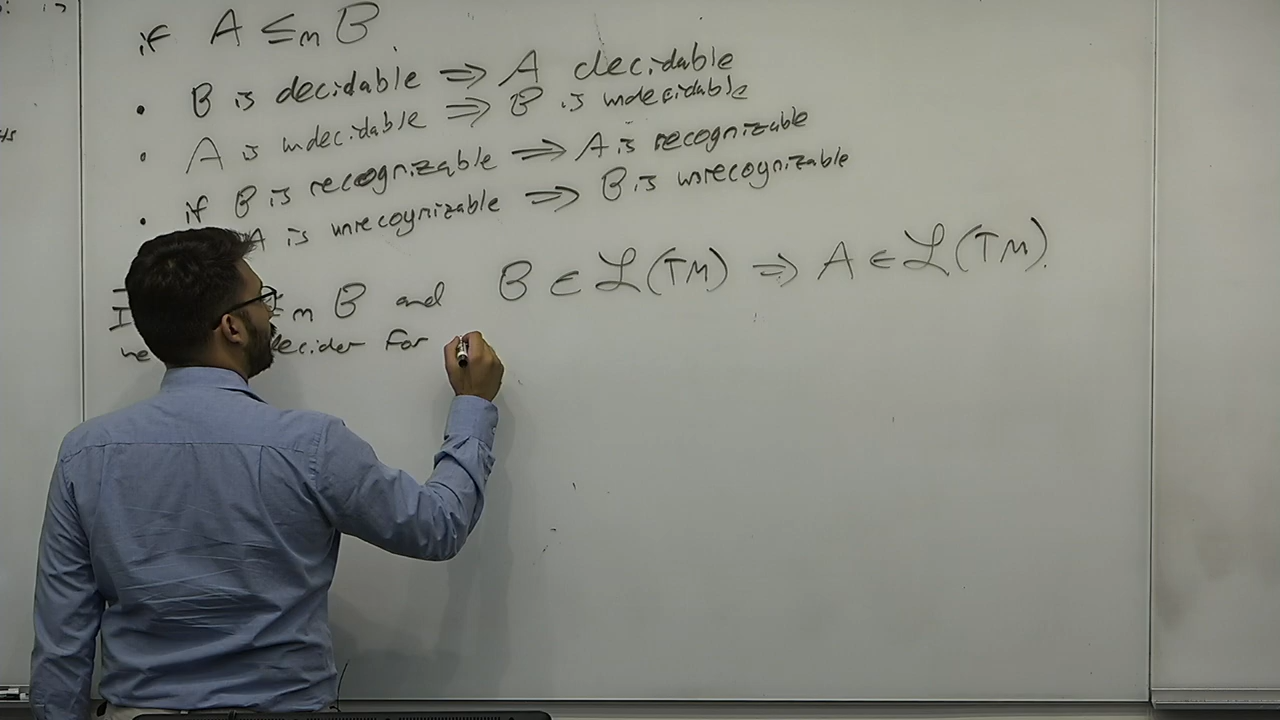 if A ≤m B
• B is decidable ⇒ A decidable
• A is undecidable ⇒ B is undecidable
• if B is recognizable ⇒ A is recognizable
A is unrecognizable ⇒ B is unrecognizable
I m B and B ∈ ℒ(TM) ⇒ A ∈ ℒ(TM).
decider for